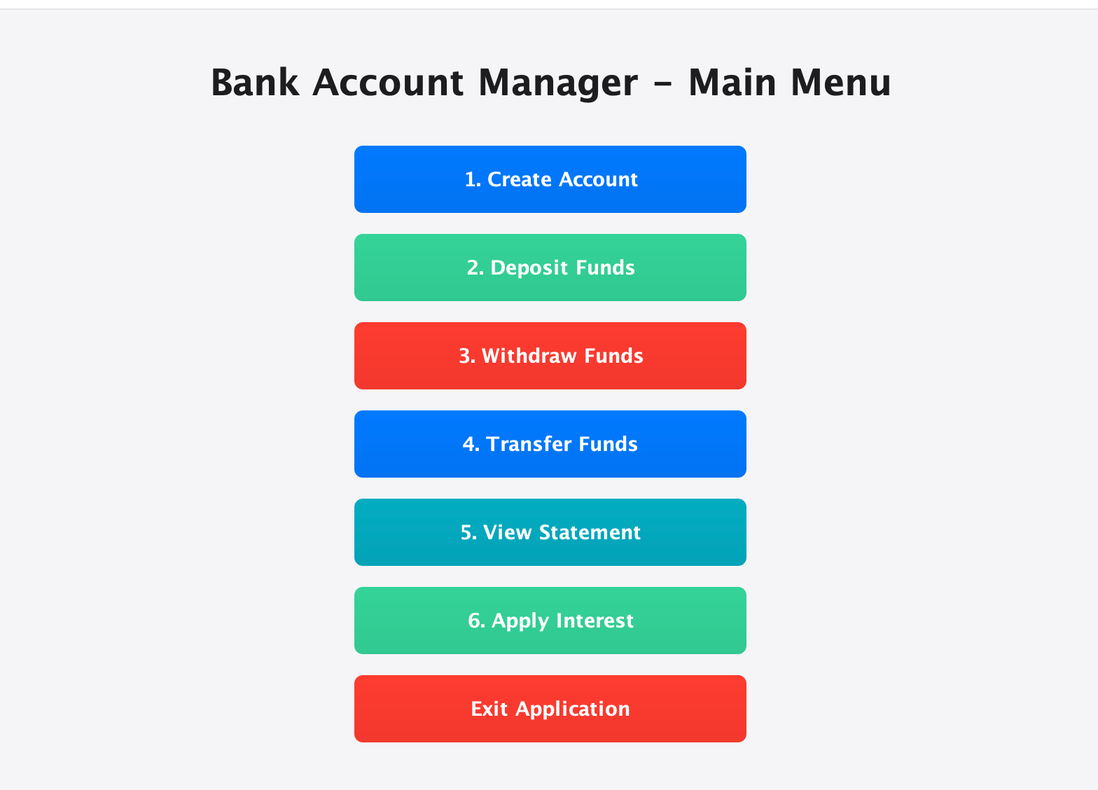 Bank Account Manager – Main Menu
1. Create Account
2. Deposit Funds
3. Withdraw Funds
4. Transfer Funds
5. View Statement
6. Apply Interest
Exit Application